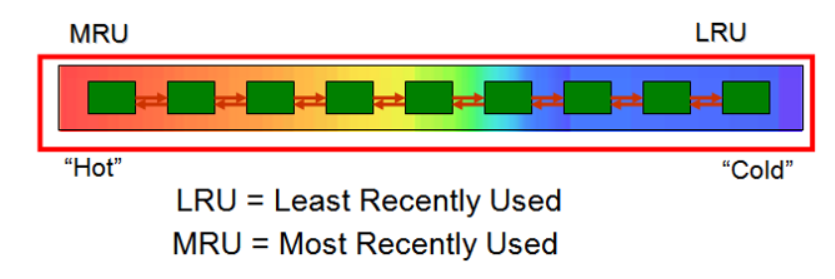 MRU LRU
“Hot” “Cold”
LRU = Least Recently Used
MRU = Most Recently Used